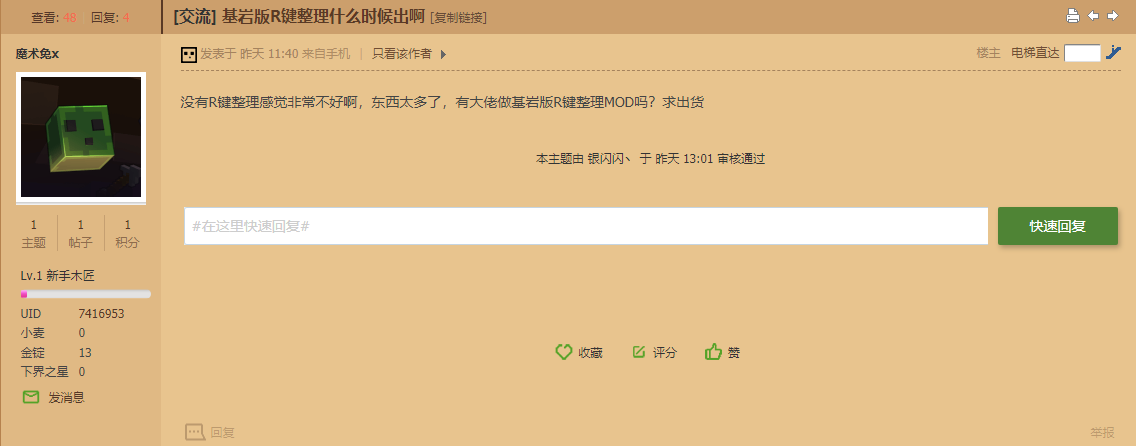 查看: 48 | 回复: 4
[交流] 基岩版R键整理什么时候出啊 [复制链接]
魔术兔x
发表于 昨天 11:40 来自手机 | 只看该作者
楼主 电梯直达
没有R键整理感觉非常不好啊，东西太多了，有大佬做基岩版R键整理MOD吗？求出货
本主题由 银闪闪丶 于 昨天 13:01 审核通过
#在这里快速回复#
快速回复
1 1 1
主题 帖子 积分
Lv.1 新手木匠
UID 7416953
小麦 0
金锭 13
下界之星 0
发消息
收藏 评分 赞
回复
举报